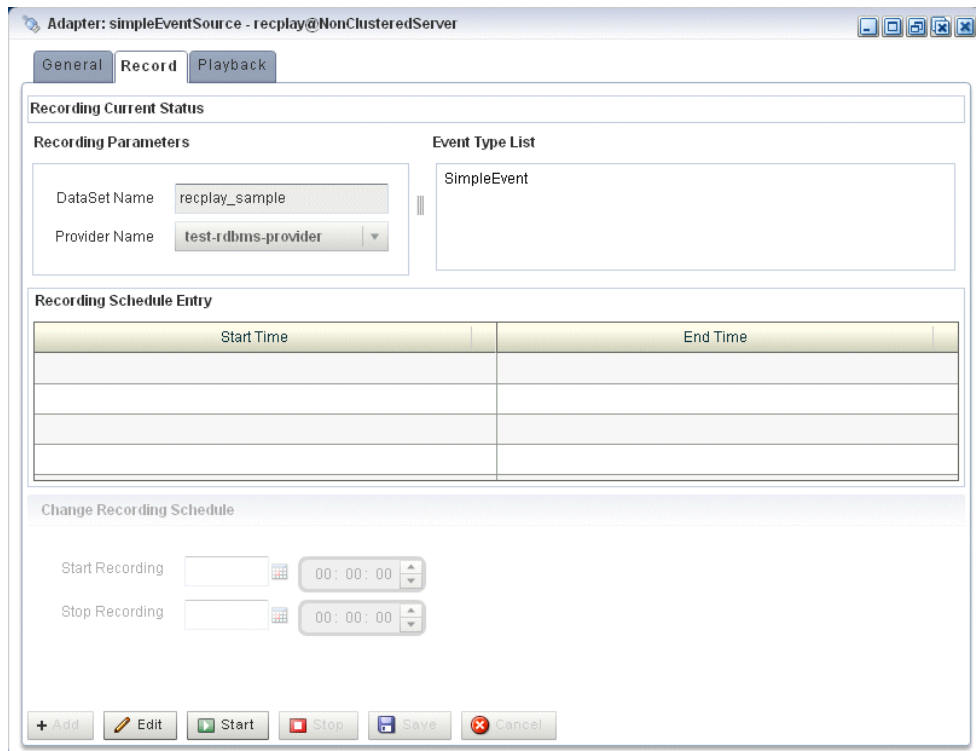 Adapter: simpleEventSource - recplay@NonClusteredServer
General Record Playback
Recording Current Status
Recording Parameters Event Type List
DataSet Name recplay_sample
SimpleEvent
Provider Name test-rdbms-provider
Recording Schedule Entry
Start Time End Time
Change Recording Schedule
Start Recording 00: 00: 00
Stop Recording 00: 00: 00
+ Add Edit Start Stop Save Cancel